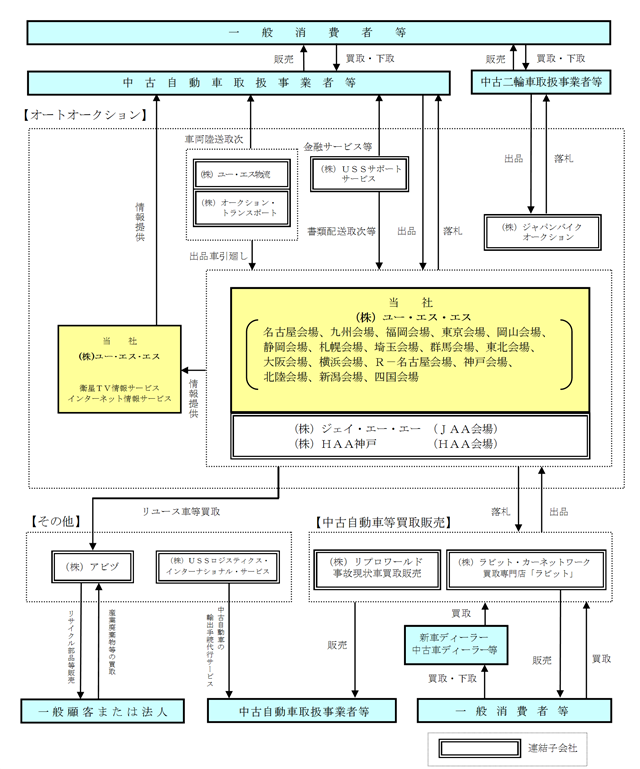 一般消費者等
販売
買取・下取
販売
買取・下取
中古自動車取扱事業者等
中古二輪車取扱事業者等
【オートオークション】
車両陸送取次
金融サービス等
(株) ユー・エス物流
(株) オークション・
トランスポート
(株) ＵＳＳサポート
サービス
出品
落札
(株) ジャパンバイク
オークション
情報提供
出品車引廻し
書類配送取次等
出品
落札
当社
(株) ユー・エス・エス
名古屋会場、九州会場、福岡会場、東京会場、岡山会場、
静岡会場、札幌会場、埼玉会場、群馬会場、東北会場、
大阪会場、横浜会場、Ｒ－名古屋会場、神戸会場、
北陸会場、新潟会場、四国会場
当社
(株)ユー・エス・エス
衛星ＴＶ情報サービス
インターネット情報サービス
情報提供
(株) ジェイ・エー・エー （ＪＡＡ会場）
(株) ＨＡＡ神戸 （ＨＡＡ会場）
リユース車等買取
落札
出品
【その他】
【中古自動車等買取販売】
(株) アビヅ
(株) ＵＳＳロジスティクス・
インターナショナル・サービス
(株) リプロワールド
事故現状車買取販売
(株) ラビット・カーネットワーク
買取専門店「ラビット」
リサイクル部品等販売
産業廃棄物等の買取
中古自動車の
輸出手続代行サービス
販売
買取
新車ディーラー
中古車ディーラー等
買取・下取
販売
買取
一般顧客または法人
中古自動車取扱事業者等
一般消費者等
連結子会社